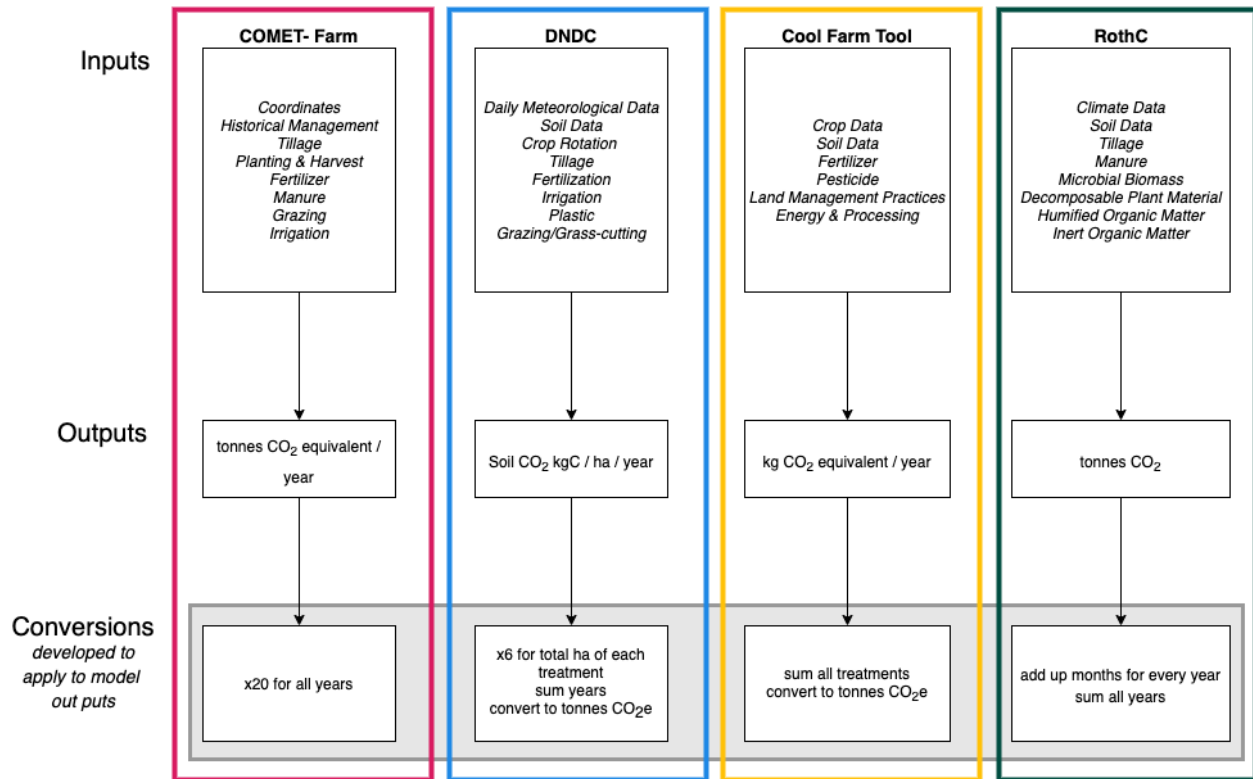 Inputs
COMET- Farm
Coordinates
Historical Management
Tillage
Planting & Harvest
Fertilizer
Manure
Grazing
Irrigation
DNDC
Daily Meteorological Data
Soil Data
Crop Rotation
Tillage
Fertilization
Irrigation
Plastic
Grazing/Grass-cutting
Cool Farm Tool
Crop Data
Soil Data
Fertilizer
Pesticide
Land Management Practices
Energy & Processing
RothC
Climate Data
Soil Data
Tillage
Manure
Microbial Biomass
Decomposable Plant Material
Humified Organic Matter
Inert Organic Matter
Outputs
tonnes CO2 equivalent /
year
Soil CO2 kgC / ha / year
kg CO2 equivalent / year
tonnes CO2
Conversions
developed to
apply to model
out puts
x20 for all years
x6 for total ha of each
treatment
sum years
convert to tonnes CO2e
sum all treatments
convert to tonnes CO2e
add up months for every year
sum all years